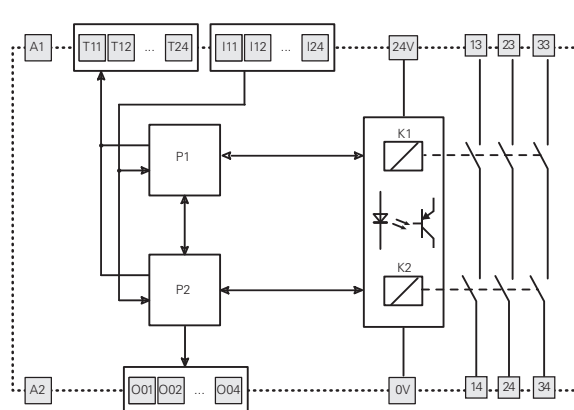 A1 T11 T12 ... T24 I11 I12 ... I24 24V 13 23 33
K1
P1
K2
P2
A2 O01 O02 ... O04 0V 14 24 34